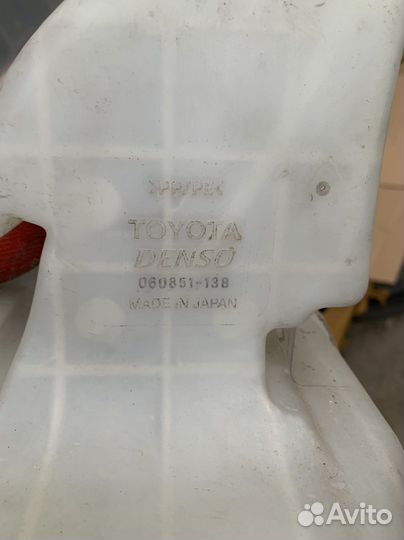 >PP/PE<
TOYOTA
DENSO
060851-138
MADE IN JAPAN
Avito